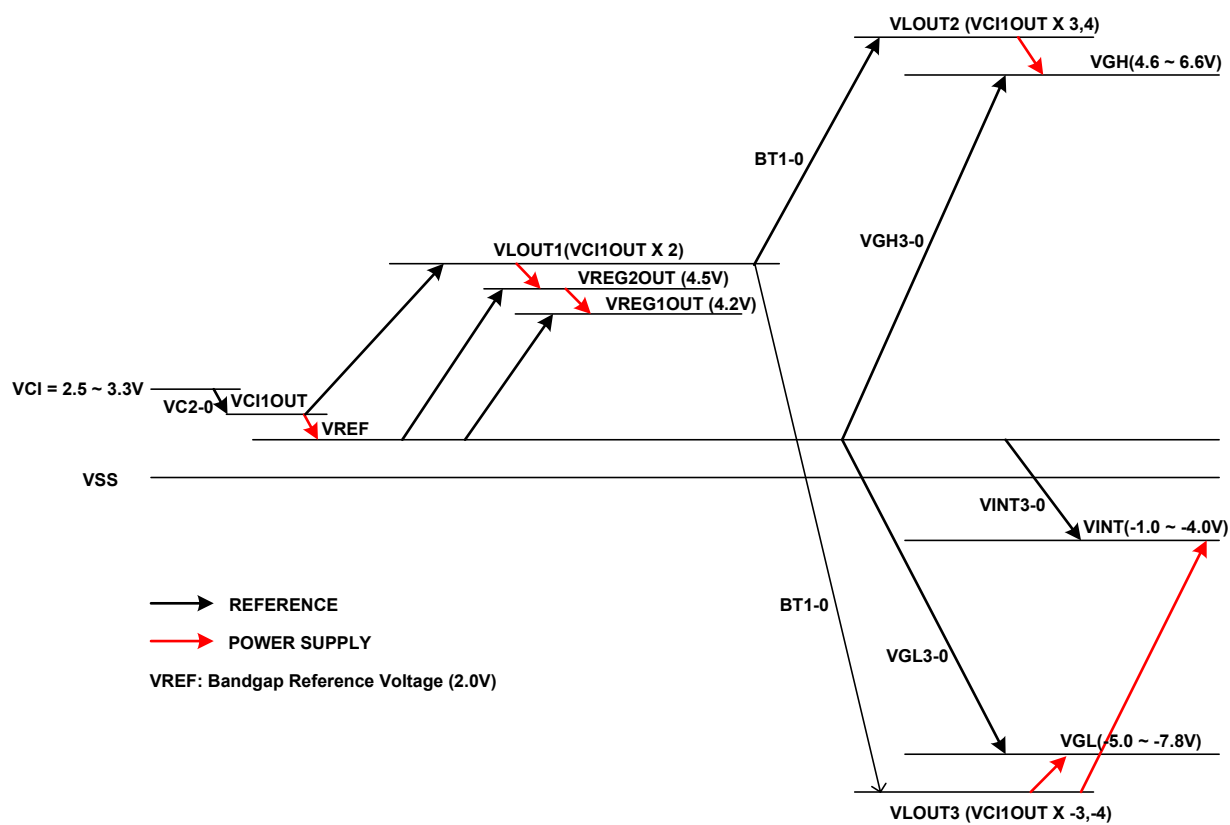 VLOUT2 (VCI1OUT X 3,4)
VGH(4.6 ~ 6.6V)
BT1-0
VGH3-0
VLOUT1(VCI1OUT X 2)
VREG2OUT (4.5V)
VREG1OUT (4.2V)
VCI = 2.5 ~ 3.3V
VC2-0
VCI1OUT
VREF
VSS
VINT3-0
VINT(-1.0 ~ -4.0V)
REFERENCE
BT1-0
POWER SUPPLY
VGL3-0
VREF: Bandgap Reference Voltage (2.0V)
VGL(-5.0 ~ -7.8V)
VLOUT3 (VCI1OUT X -3,-4)